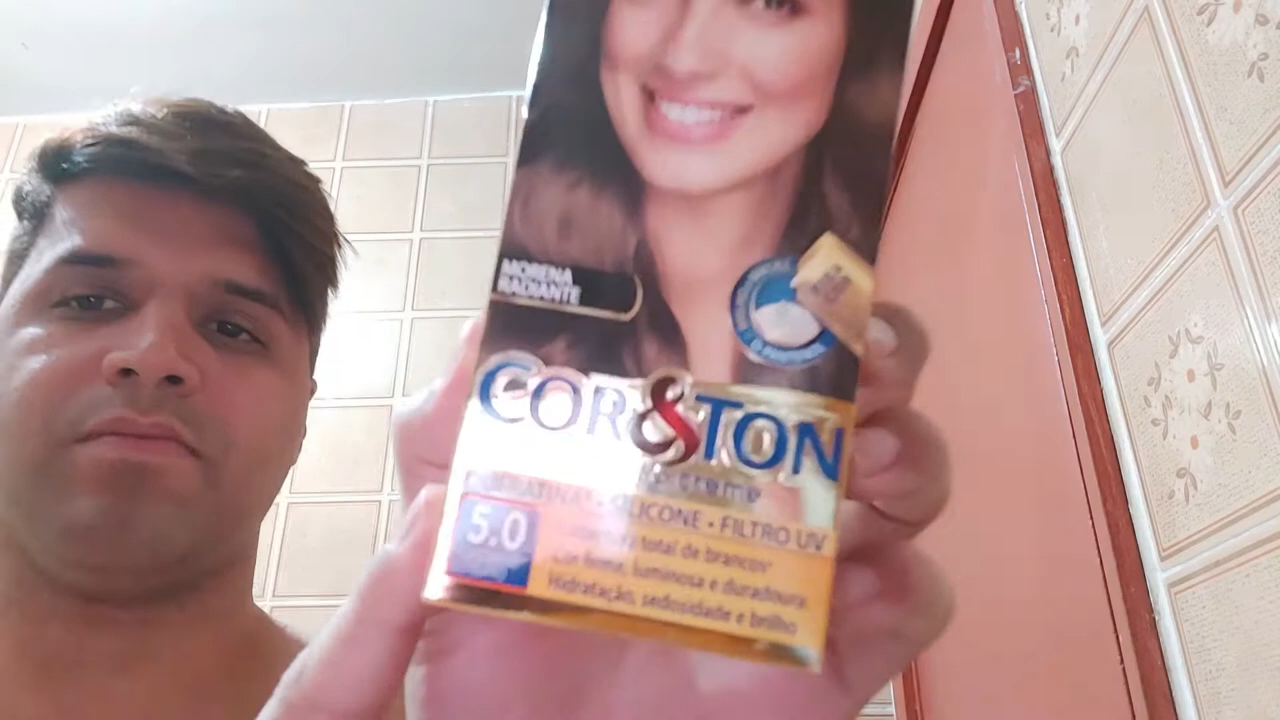 MORENA
RADIANTE
COR&TON
creme
SILICONE • FILTRO UV
5.0
total de brancos
Cor firme, luminosa e duradoura
Hidratação, sedosidade e brilho